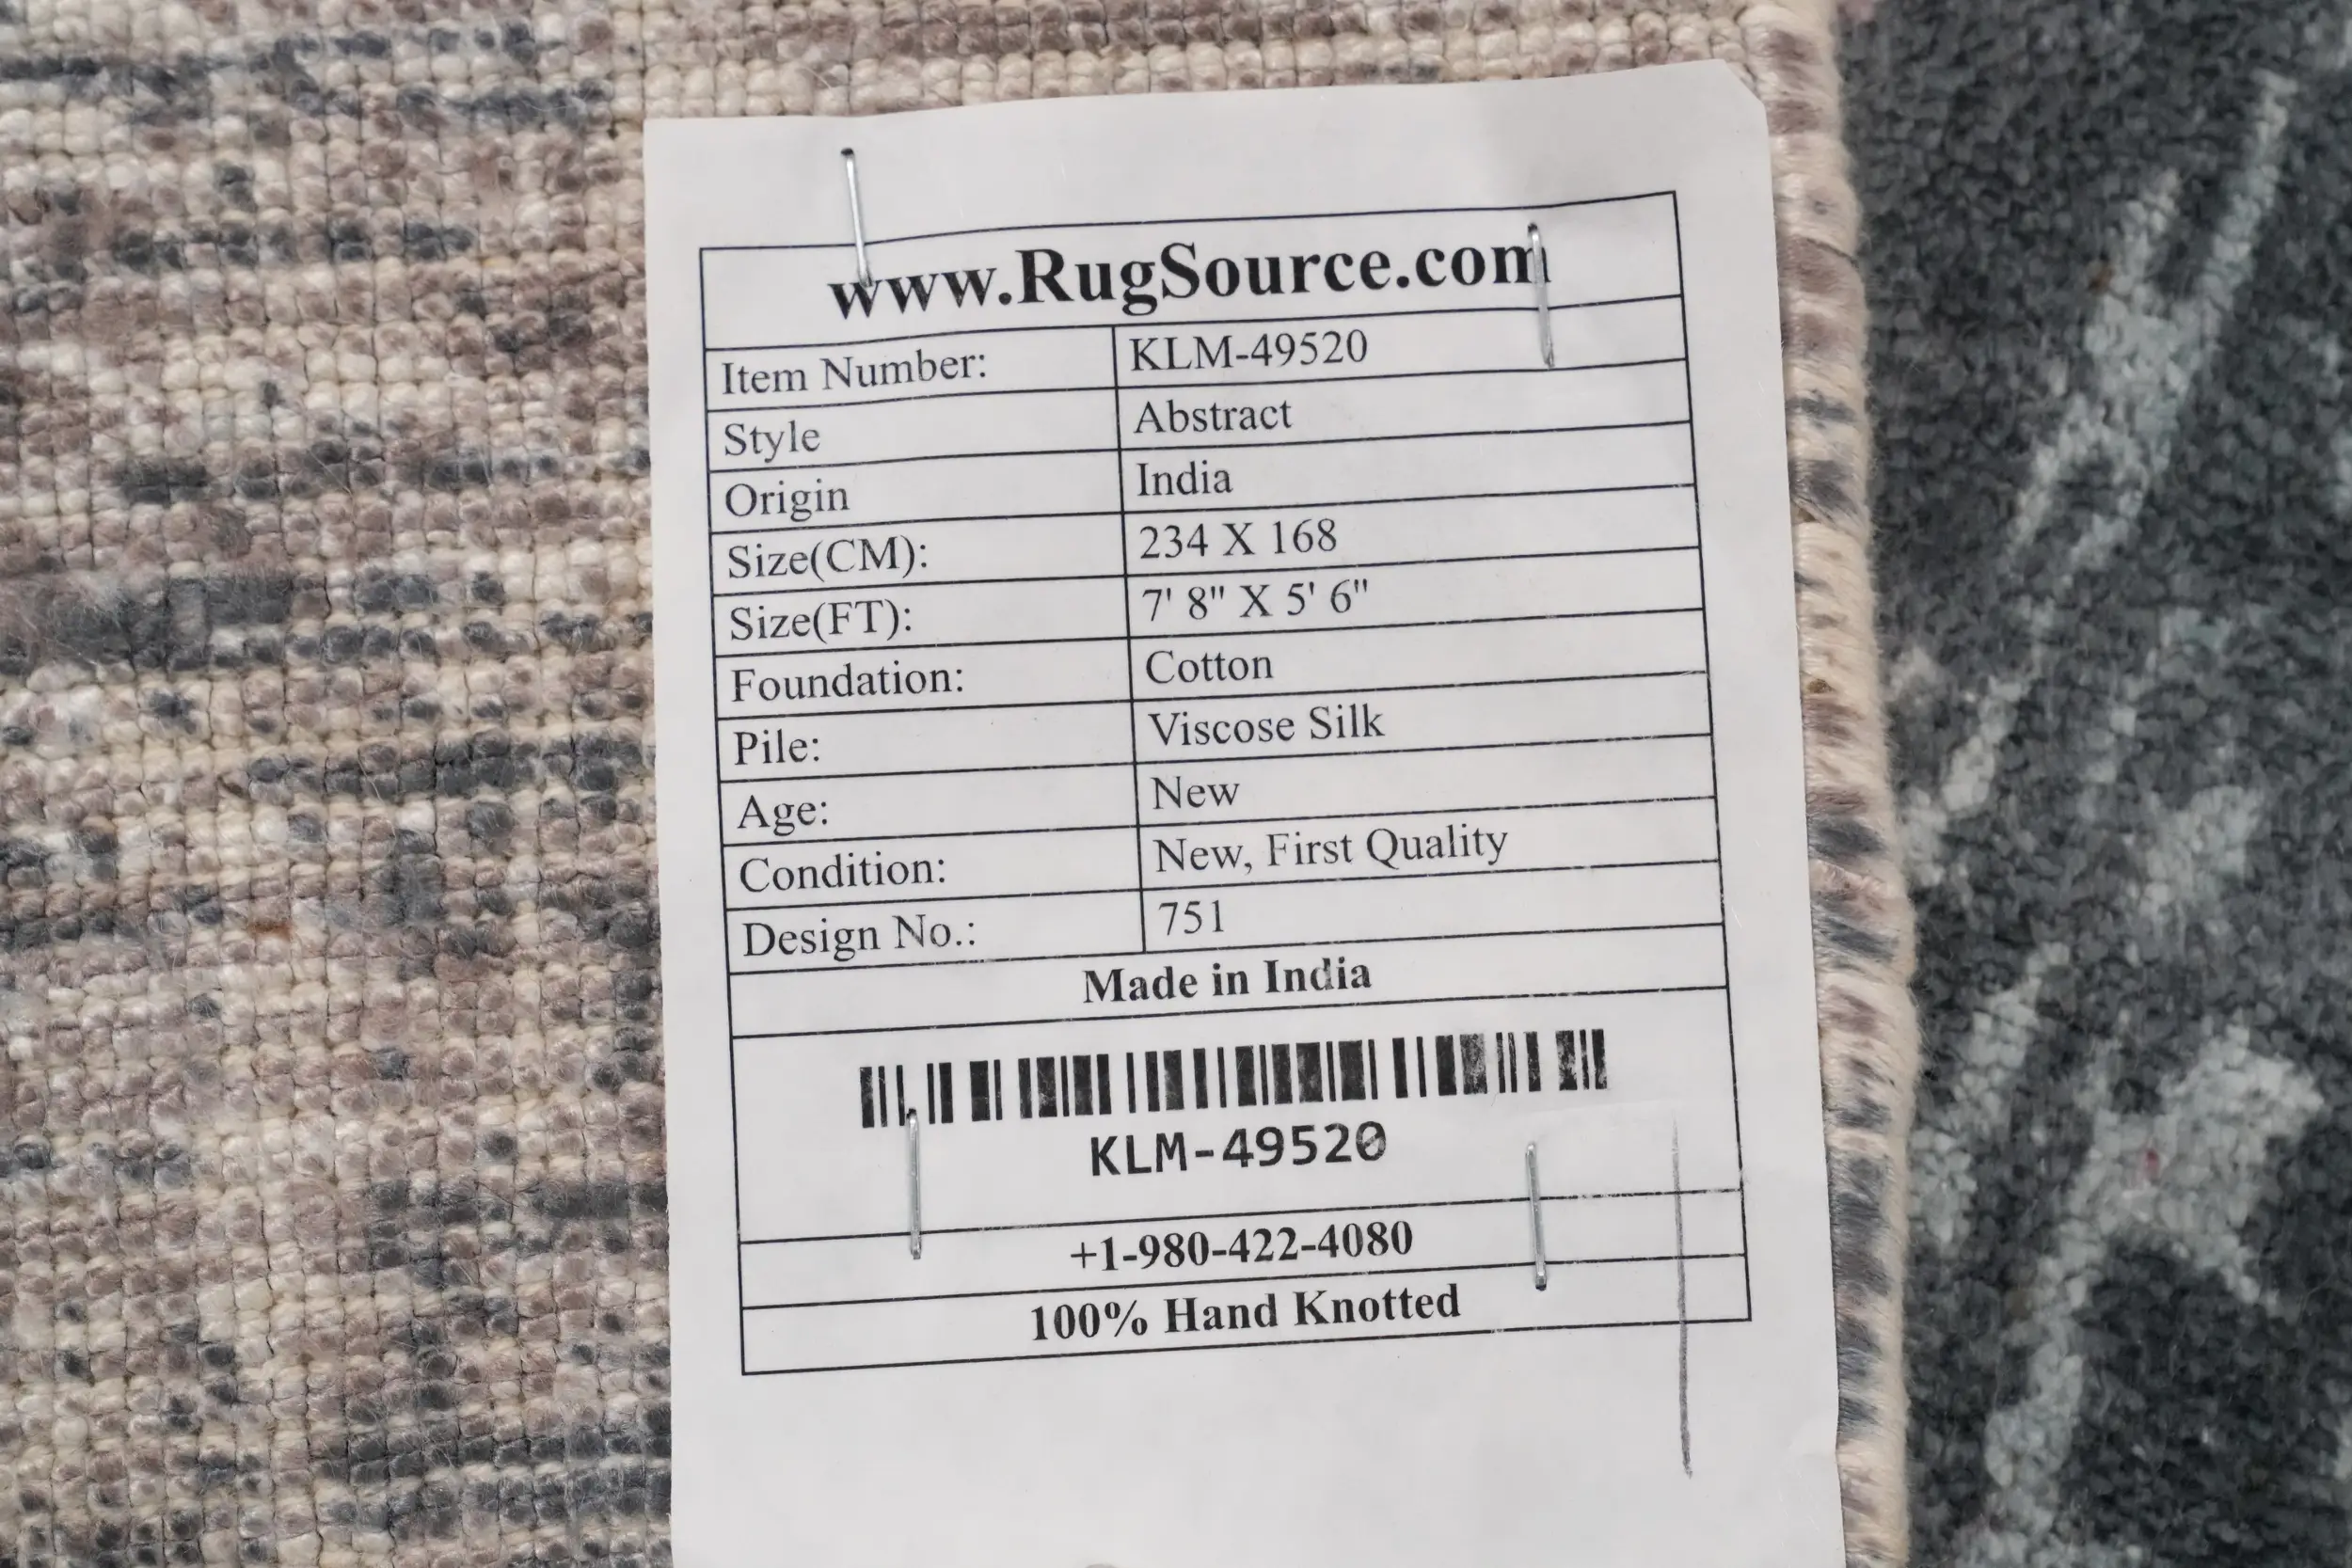 www.RugSource.com
Item Number: KLM-49520
Style Abstract
Origin India
Size(CM): 234 X 168
Size(FT): 7' 8" X 5' 6"
Foundation: Cotton
Pile: Viscose Silk
Age: New
Condition: New, First Quality
Design No.: 751
Made in India
KLM-49520
+1-980-422-4080
100% Hand Knotted